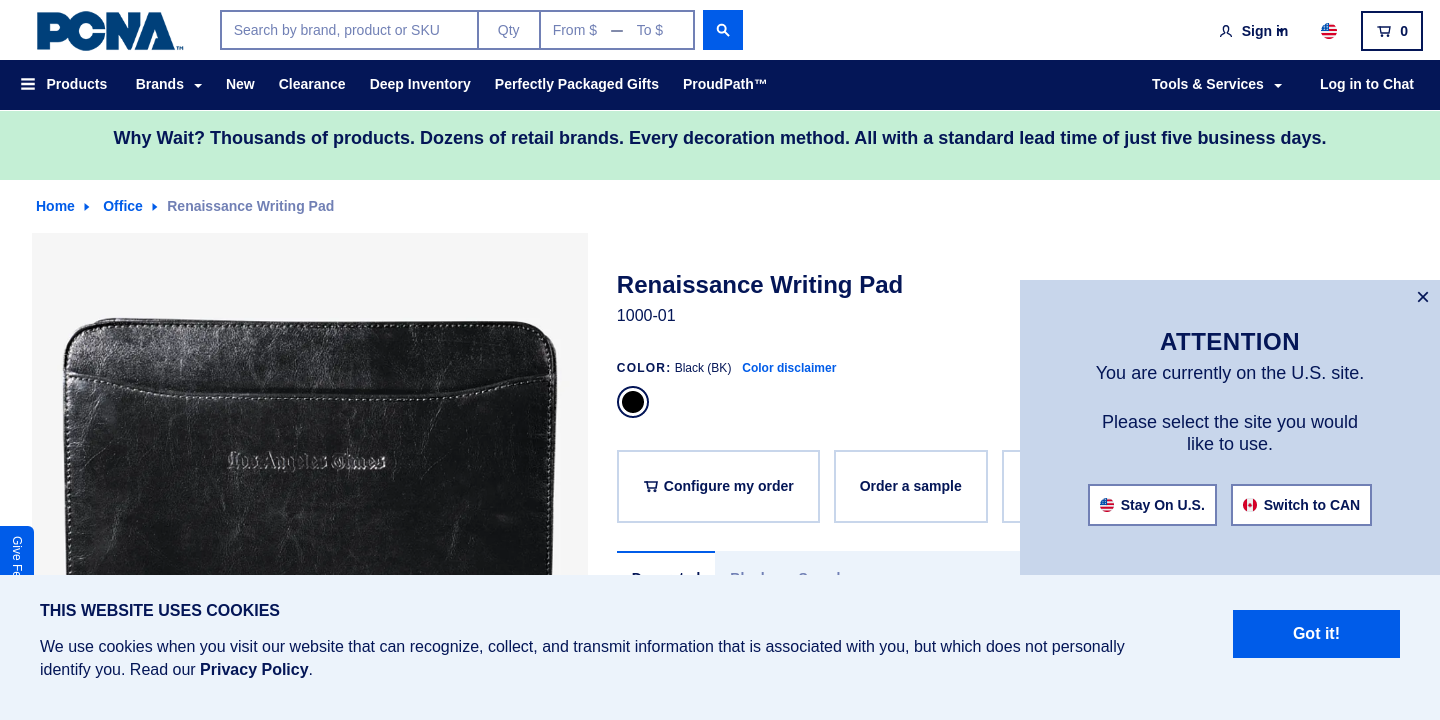 PCNA™
Search by brand, product or SKU
Qty
From $ — To $
Sign in
0
Products
Brands
New
Clearance
Deep Inventory
Perfectly Packaged Gifts
ProudPath™
Tools & Services
Log in to Chat
Why Wait? Thousands of products. Dozens of retail brands. Every decoration method. All with a standard lead time of just five business days.
Home
Office
Renaissance Writing Pad
Los Angeles Times
Renaissance Writing Pad
1000-01
COLOR: Black (BK) Color disclaimer
Configure my order
Order a sample
×
ATTENTION
You are currently on the U.S. site.
Please select the site you would
like to use.
Stay On U.S.
Switch to CAN
Give
THIS WEBSITE USES COOKIES
We use cookies when you visit our website that can recognize, collect, and transmit information that is associated with you, but which does not personally
identify you. Read our Privacy Policy.
Got it!